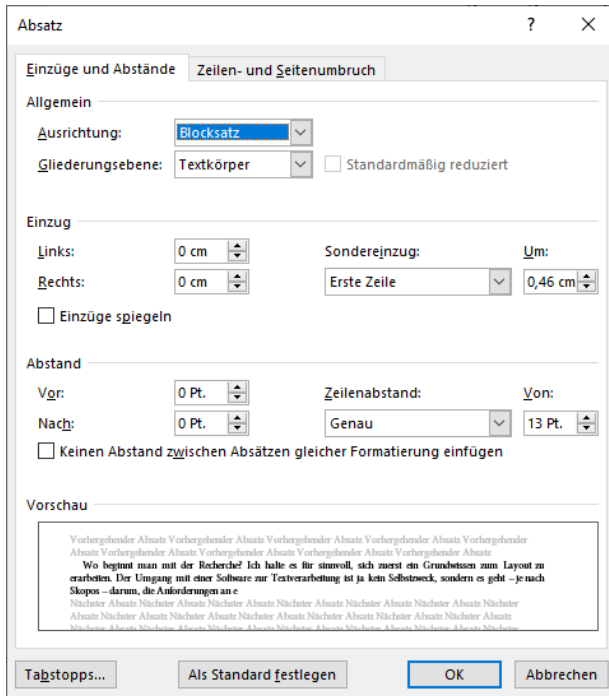 Absatz ? ×
Einzüge und Abstände Zeilen- und Seitenumbruch
Allgemein
Ausrichtung: Blocksatz
Gliederungsebene: Textkörper Standardmäßig reduziert
Einzug
Links: 0 cm Sondereinzug: Um:
Rechts: 0 cm Erste Zeile 0,46 cm
Einzüge spiegeln
Abstand
Vor: 0 Pt. Zeilenabstand: Von:
Nach: 0 Pt. Genau 13 Pt.
Keinen Abstand zwischen Absätzen gleicher Formatierung einfügen
Vorschau
Vorhergehender Absatz Vorhergehender Absatz Vorhergehender Absatz Vorhergehender Absatz Vorhergehender
Absatz Vorhergehender Absatz Vorhergehender Absatz Vorhergehender Absatz Vorhergehender Absatz
Wo beginnt man mit der Recherche? Ich halte es für sinnvoll, sich zuerst ein Grundwissen zum Layout zu
erarbeiten. Der Umgang mit einer Software zur Textverarbeitung ist ja kein Selbstzweck, sondern es geht – je nach
Skopos – darum, die Anforderungen an e
Nächster Absatz Nächster Absatz Nächster Absatz Nächster Absatz Nächster Absatz Nächster
Absatz Nächster Absatz Nächster Absatz Nächster Absatz Nächster Absatz Nächster Absatz
Nächster Absatz Nächster Absatz Nächster Absatz Nächster Absatz Nächster Absatz Nächster
Tabstopps... Als Standard festlegen OK Abbrechen